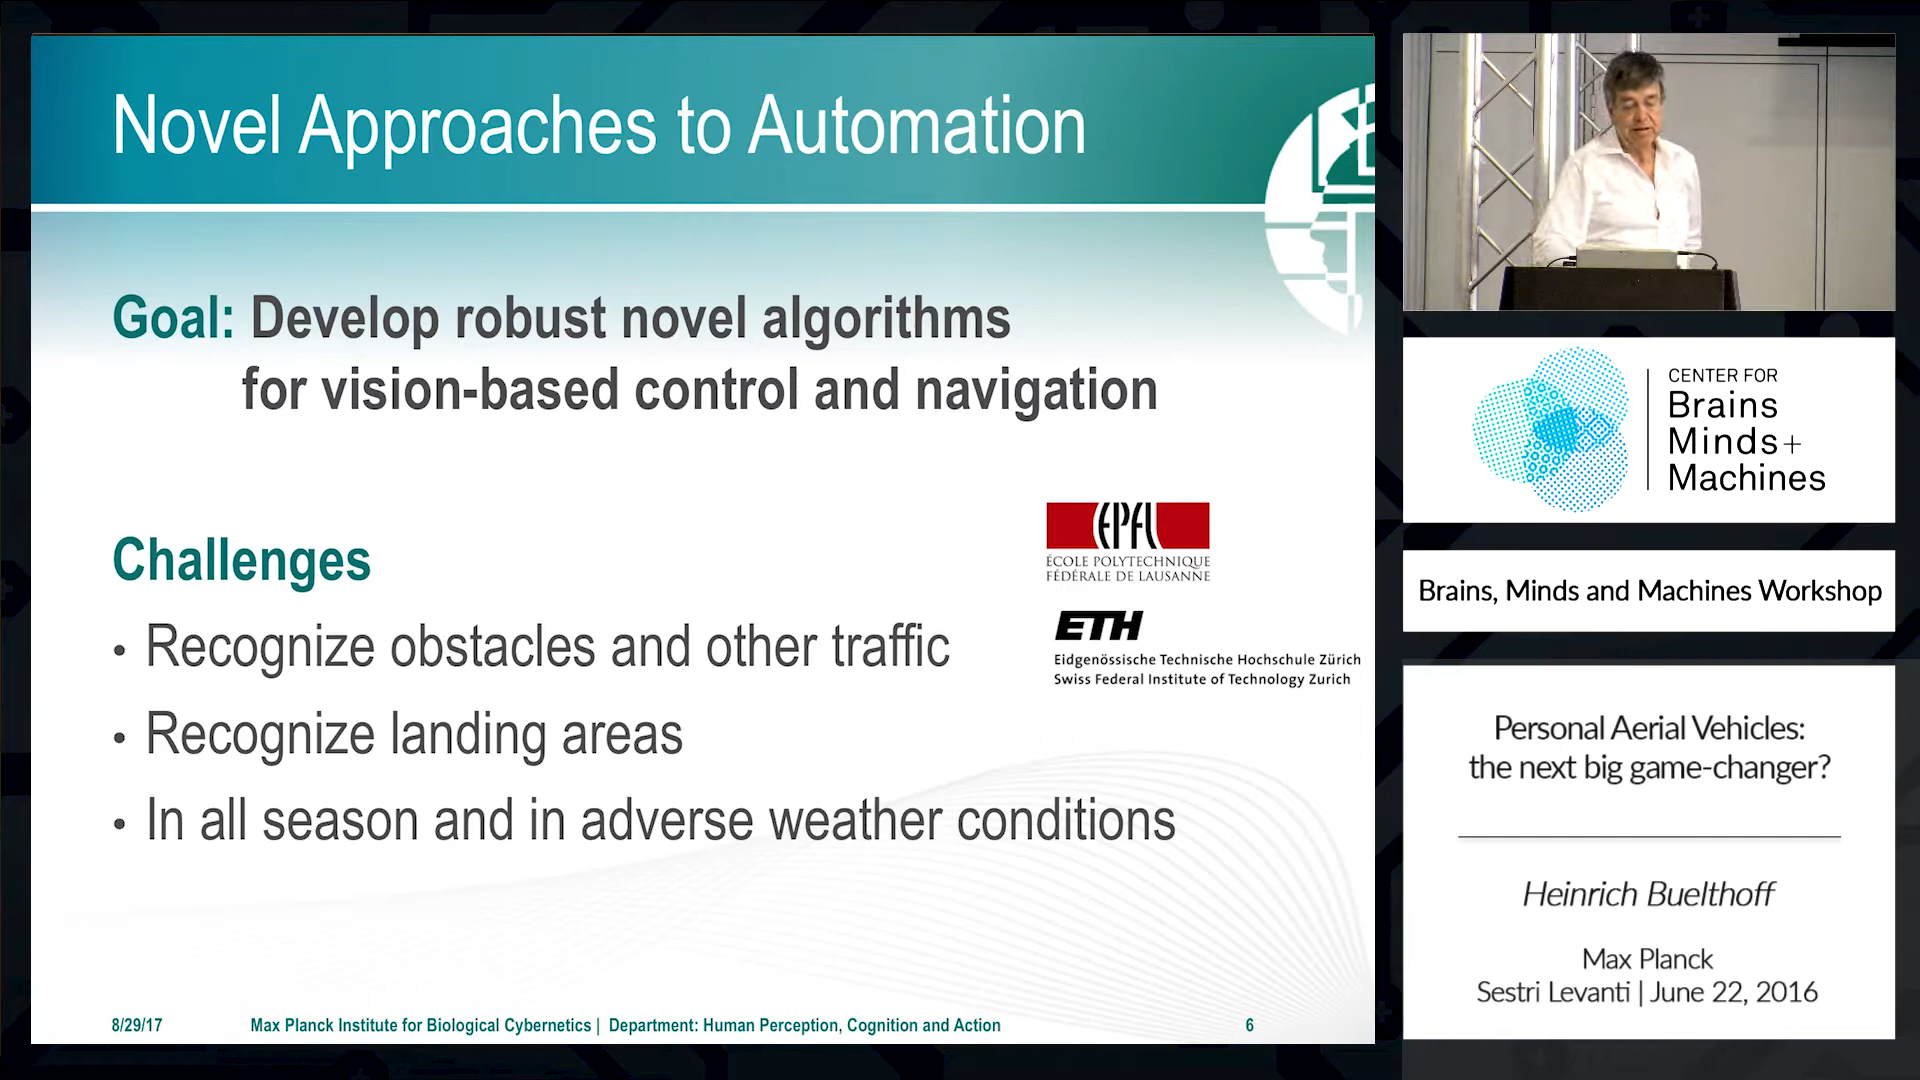 Novel Approaches to Automation
Goal: Develop robust novel algorithms
for vision-based control and navigation
Challenges
• Recognize obstacles and other traffic
• Recognize landing areas
• In all season and in adverse weather conditions
EPFL
ÉCOLE POLYTECHNIQUE
FÉDÉRALE DE LAUSANNE
ETH
Eidgenössische Technische Hochschule Zürich
Swiss Federal Institute of Technology Zurich
8/29/17 Max Planck Institute for Biological Cybernetics | Department: Human Perception, Cognition and Action 6
CENTER FOR
Brains
Minds+
Machines
Brains, Minds and Machines Workshop
Personal Aerial Vehicles:
the next big game-changer?
Heinrich Buelthoff
Max Planck
Sestri Levanti | June 22, 2016